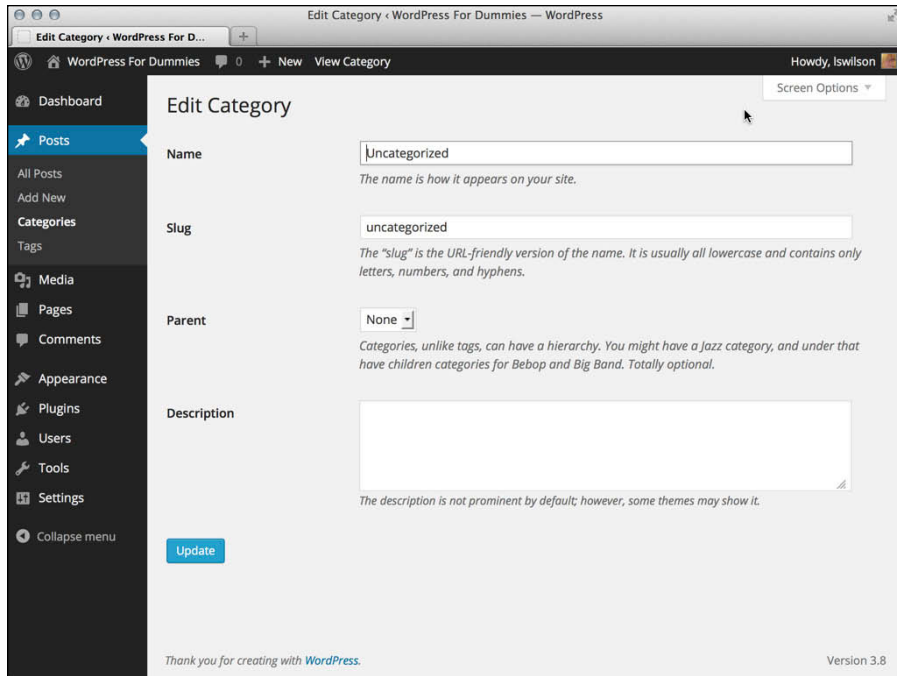 Edit Category ‹ WordPress For Dummies — WordPress
Edit Category ‹ WordPress For D...
WordPress For Dummies 0 + New View Category Howdy, lswilson
Screen Options
Dashboard
Posts
All Posts
Add New
Categories
Tags
Media
Pages
Comments
Appearance
Plugins
Users
Tools
Settings
Collapse menu
Edit Category
Name
Uncategorized
The name is how it appears on your site.
Slug
uncategorized
The “slug” is the URL-friendly version of the name. It is usually all lowercase and contains only
letters, numbers, and hyphens.
Parent
None
Categories, unlike tags, can have a hierarchy. You might have a Jazz category, and under that
have children categories for Bebop and Big Band. Totally optional.
Description
The description is not prominent by default; however, some themes may show it.
Update
Thank you for creating with WordPress.
Version 3.8